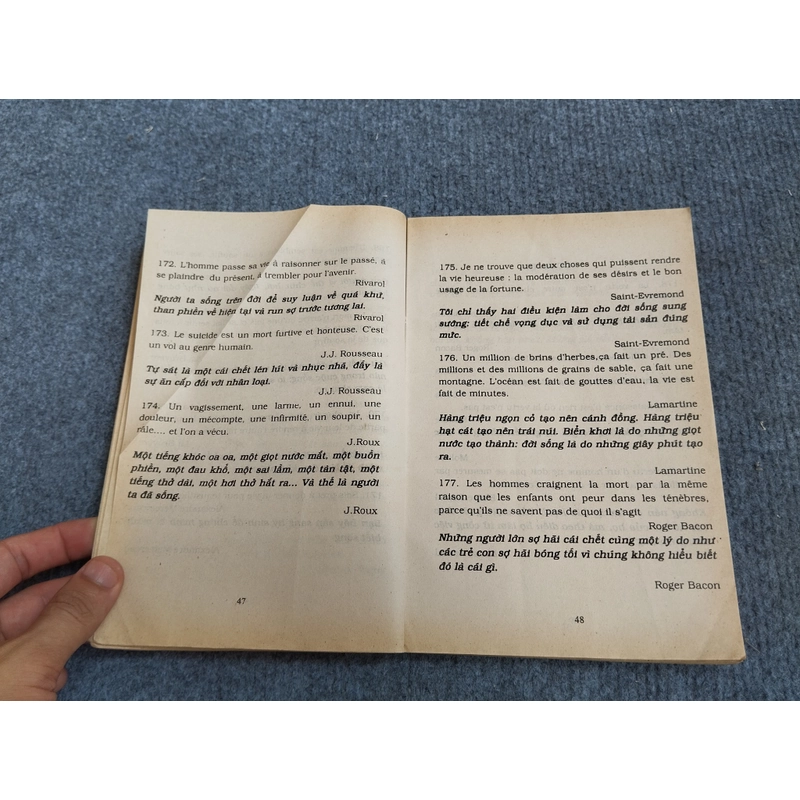 172. L'homme passe sa vie à raisonner sur le passé, à
se plaindre du présent, à trembler pour l'avenir.
Rivarol
Người ta sống trên đời để suy luận về quá khứ,
than phiền về hiện tại và run sợ trước tương lai.
Rivarol
173. Le suicide est un mort furtive et honteuse. C'est
un vol au genre humain.
J.J. Rousseau
Tự sát là một cái chết lén lút và nhục nhã, đấy là
sự ăn cắp đối với nhân loại.
J.J. Rousseau
174. Un vagissement, une larme, un ennui, une
douleur, un mécompte, une infirmité, un soupir, un
râle.... et l'on a vécu.
J.Roux
Một tiếng khóc oa oa, một giọt nước mắt, một buồn
phiền, một đau khổ, một sai lầm, một tàn tật, một
tiếng thở dài, một hơi thở hắt ra... Và thế là người
ta đã sống.
J.Roux
47
175. Je ne trouve que deux choses qui puissent rendre
la vie heureuse : la modération de ses désirs et le bon
usage de la fortune.
Saint-Evremond
Tôi chỉ thấy hai điều kiện làm cho đời sống sung
sướng: tiết chế vọng dục và sử dụng tài sản đúng
mức.
Saint-Evremond
176. Un million de brins d'herbes,ça fait un pré. Des
millions et des millions de grains de sable, ça fait une
montagne. L'océan est fait de gouttes d'eau, la vie est
fait de minutes.
Lamartine
Hàng triệu ngọn cỏ tạo nên cánh đồng. Hàng triệu
hạt cát tạo nên trái núi. Biển khơi là do những giọt
nước tạo thành: đời sống là do những giây phút tạo
ra.
Lamartine
177. Les hommes craignent la mort par la même
raison que les enfants ont peur dans les tênèbres,
parce qu'ils ne savent pas de quoi il s'agit
Roger Bacon
Những người lớn sợ hãi cái chết cùng một lý do như
các trẻ con sợ hãi bóng tối vì chúng không hiểu biết
đó là cái gì.
Roger Bacon
48